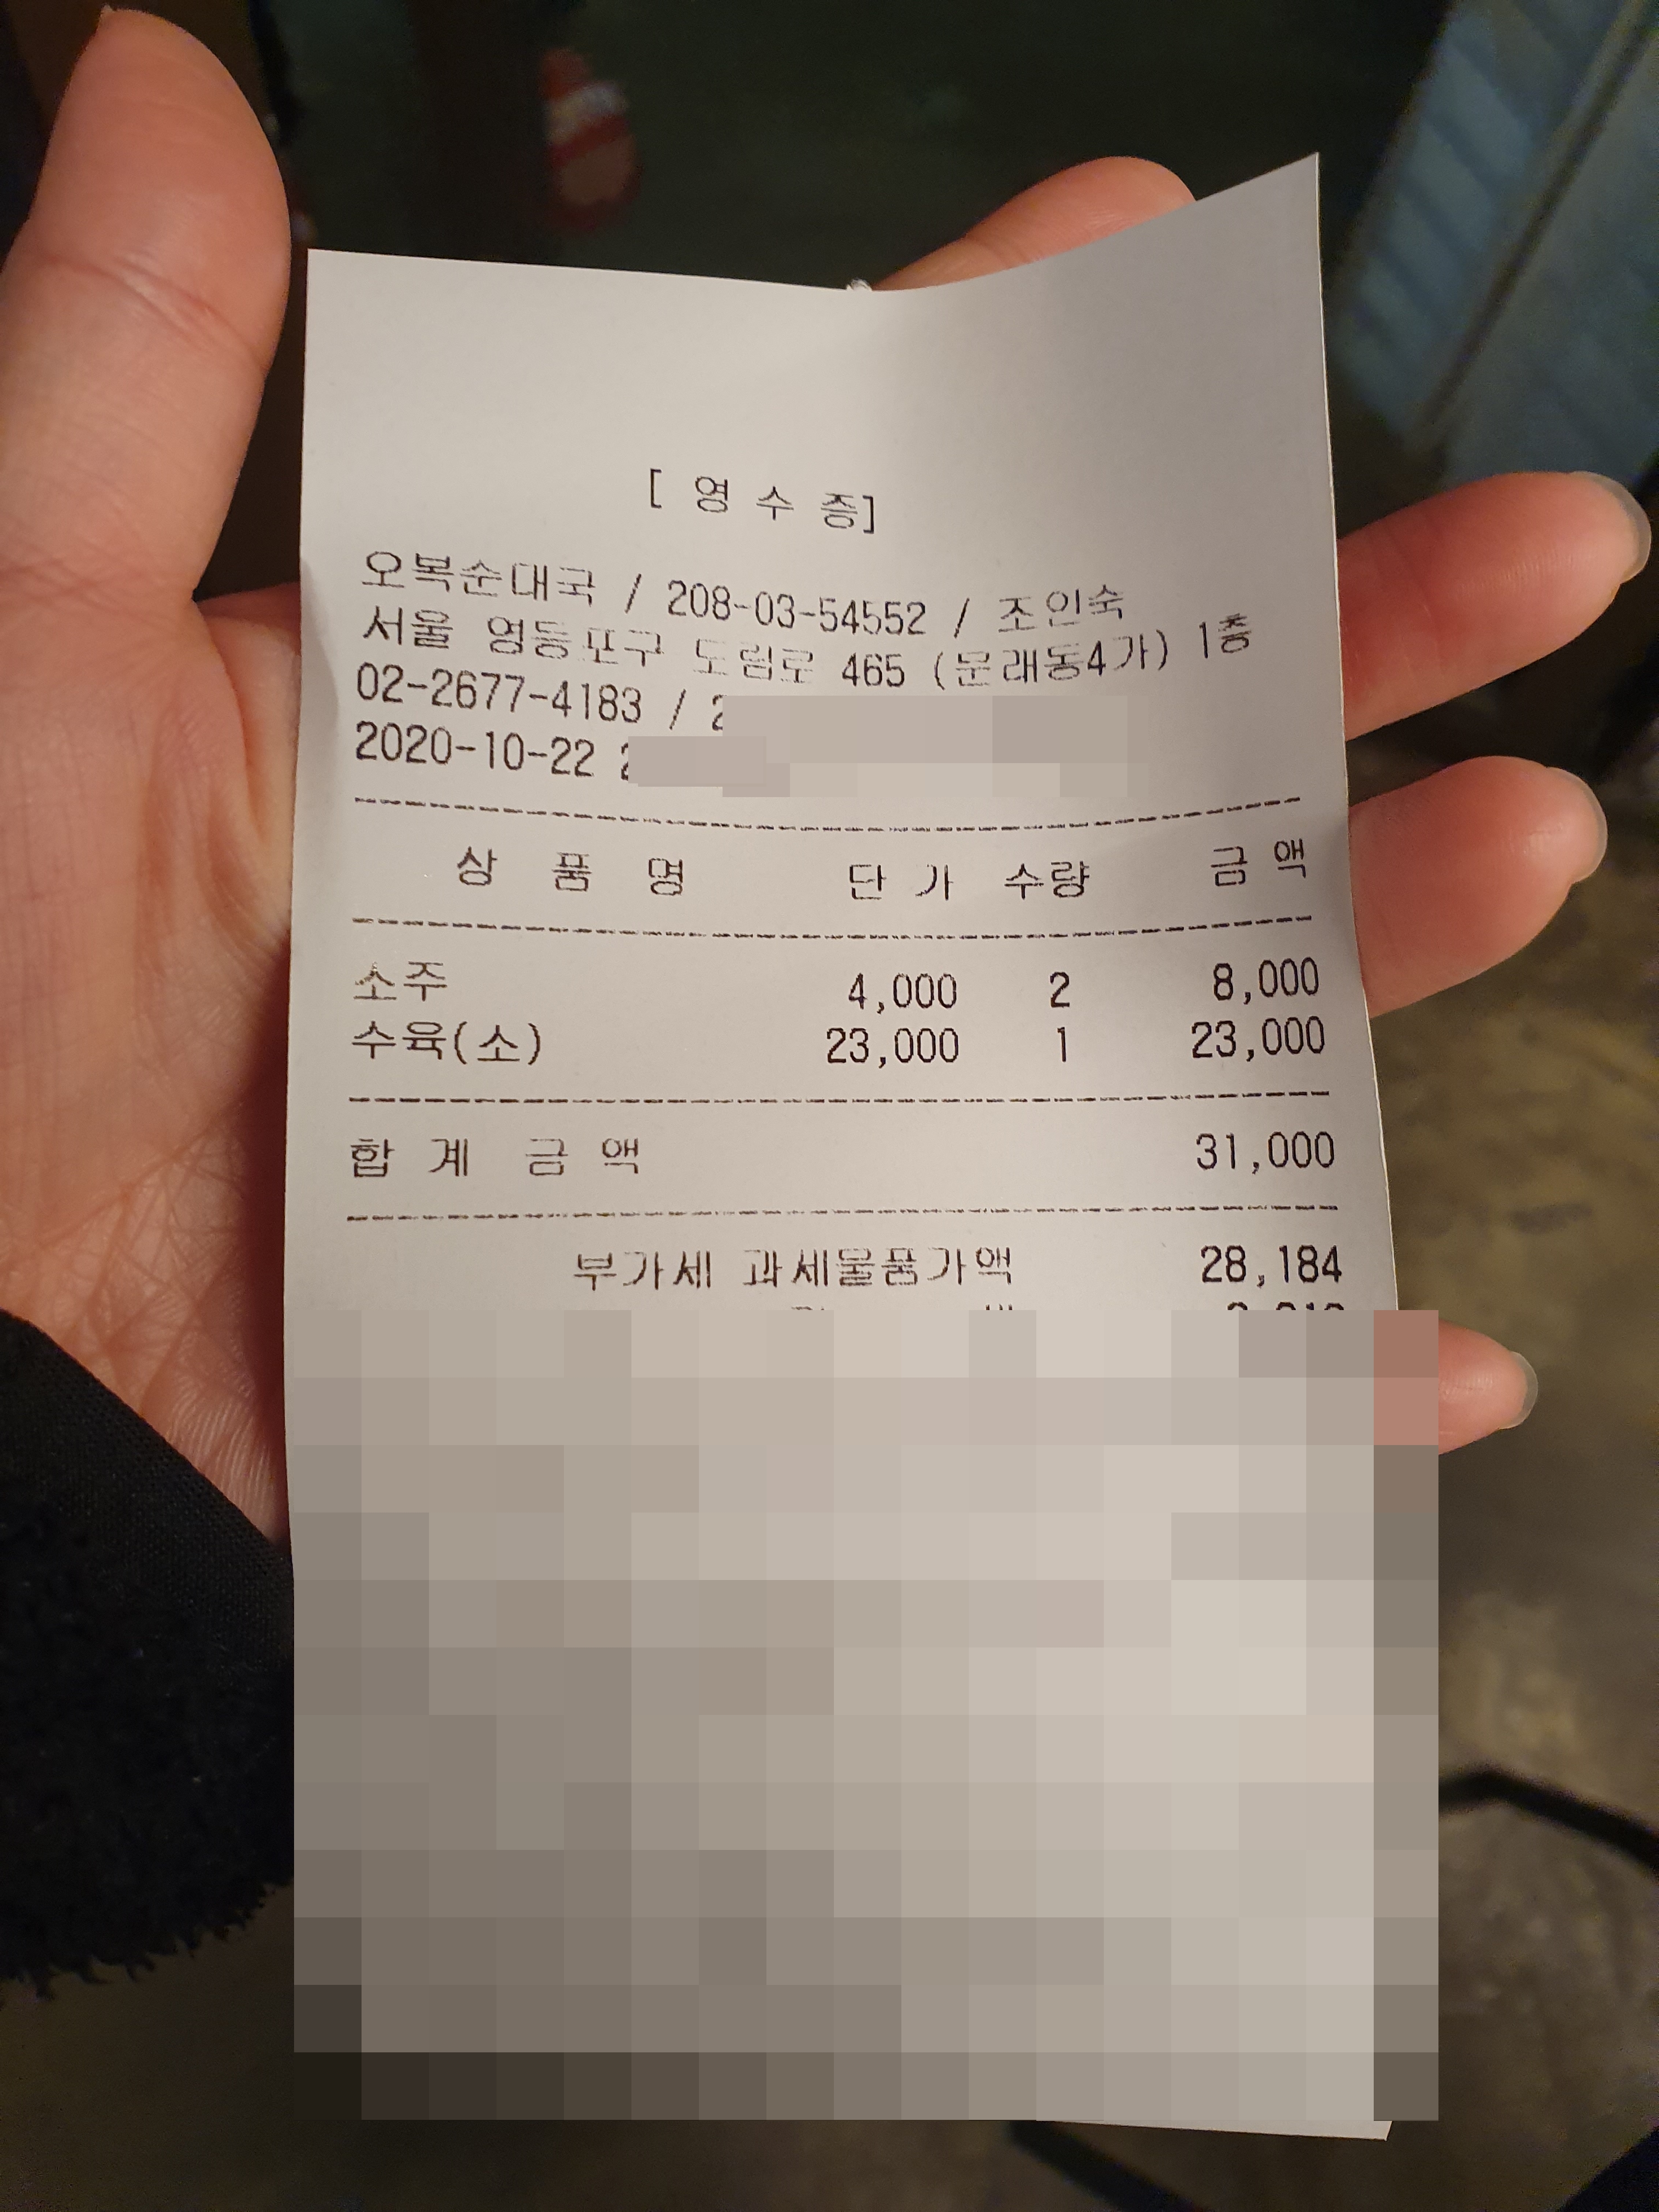 [ 영 수 증]
오복순대국 / 208-03-54552 / 조인숙
서울 영등포구 도림로 465 (문래동4가) 1층
02-2677-4183 /
2020-10-22
상 품 명 단 가 수량 금 액
소주 4,000 2 8,000
수육(소) 23,000 1 23,000
합 계 금 액 31,000
부가세 과세물품가액 28,184